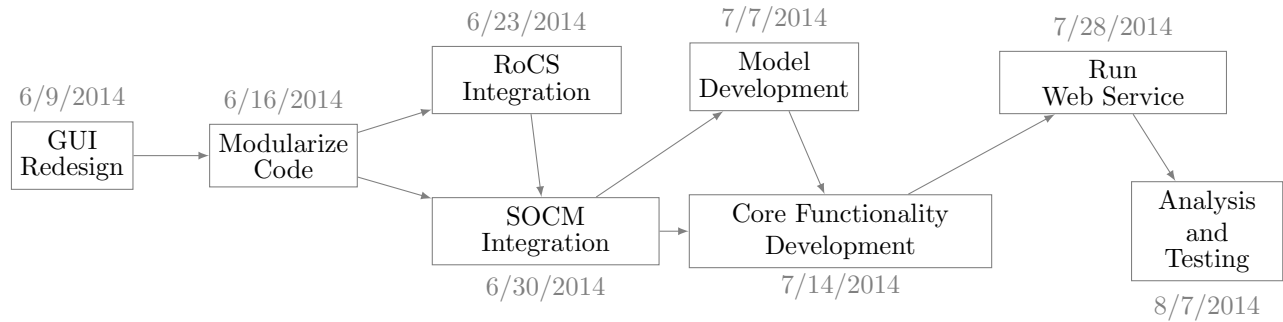 6/9/2014
GUI
Redesign
6/16/2014
Modularize
Code
6/23/2014
RoCS
Integration
SOCM
Integration
6/30/2014
7/7/2014
Model
Development
Core Functionality
Development
7/14/2014
7/28/2014
Run
Web Service
Analysis
and
Testing
8/7/2014